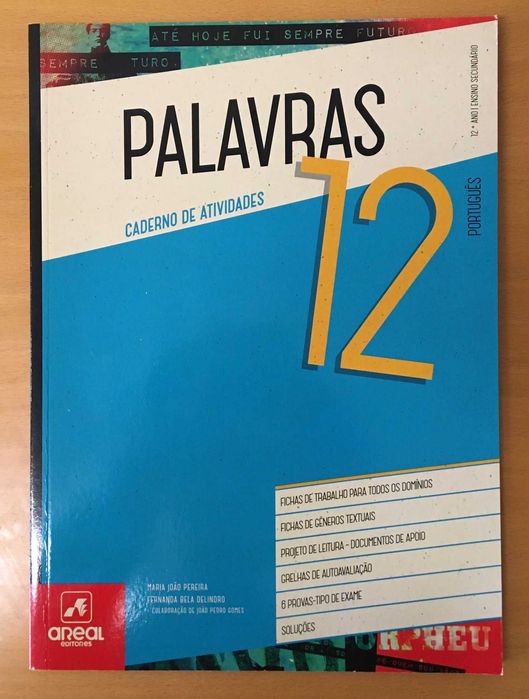 ATÉ HOJE FUI SEMPRE FUTURO.
SEMPRE TURO.
PALAVRAS
12
CADERNO DE ATIVIDADES
PORTUGUÊS
12.º ANO | ENSINO SECUNDÁRIO
FICHAS DE TRABALHO PARA TODOS OS DOMÍNIOS
FICHAS DE GÉNEROS TEXTUAIS
PROJETO DE LEITURA – DOCUMENTOS DE APOIO
GRELHAS DE AUTOAVALIAÇÃO
6 PROVAS-TIPO DE EXAME
SOLUÇÕES
MARIA JOÃO PEREIRA
FERNANDA BELA DELINDRO
COLABORAÇÃO DE JOÃO PEDRO GOMES
areal
EDITORES
ORPHEU